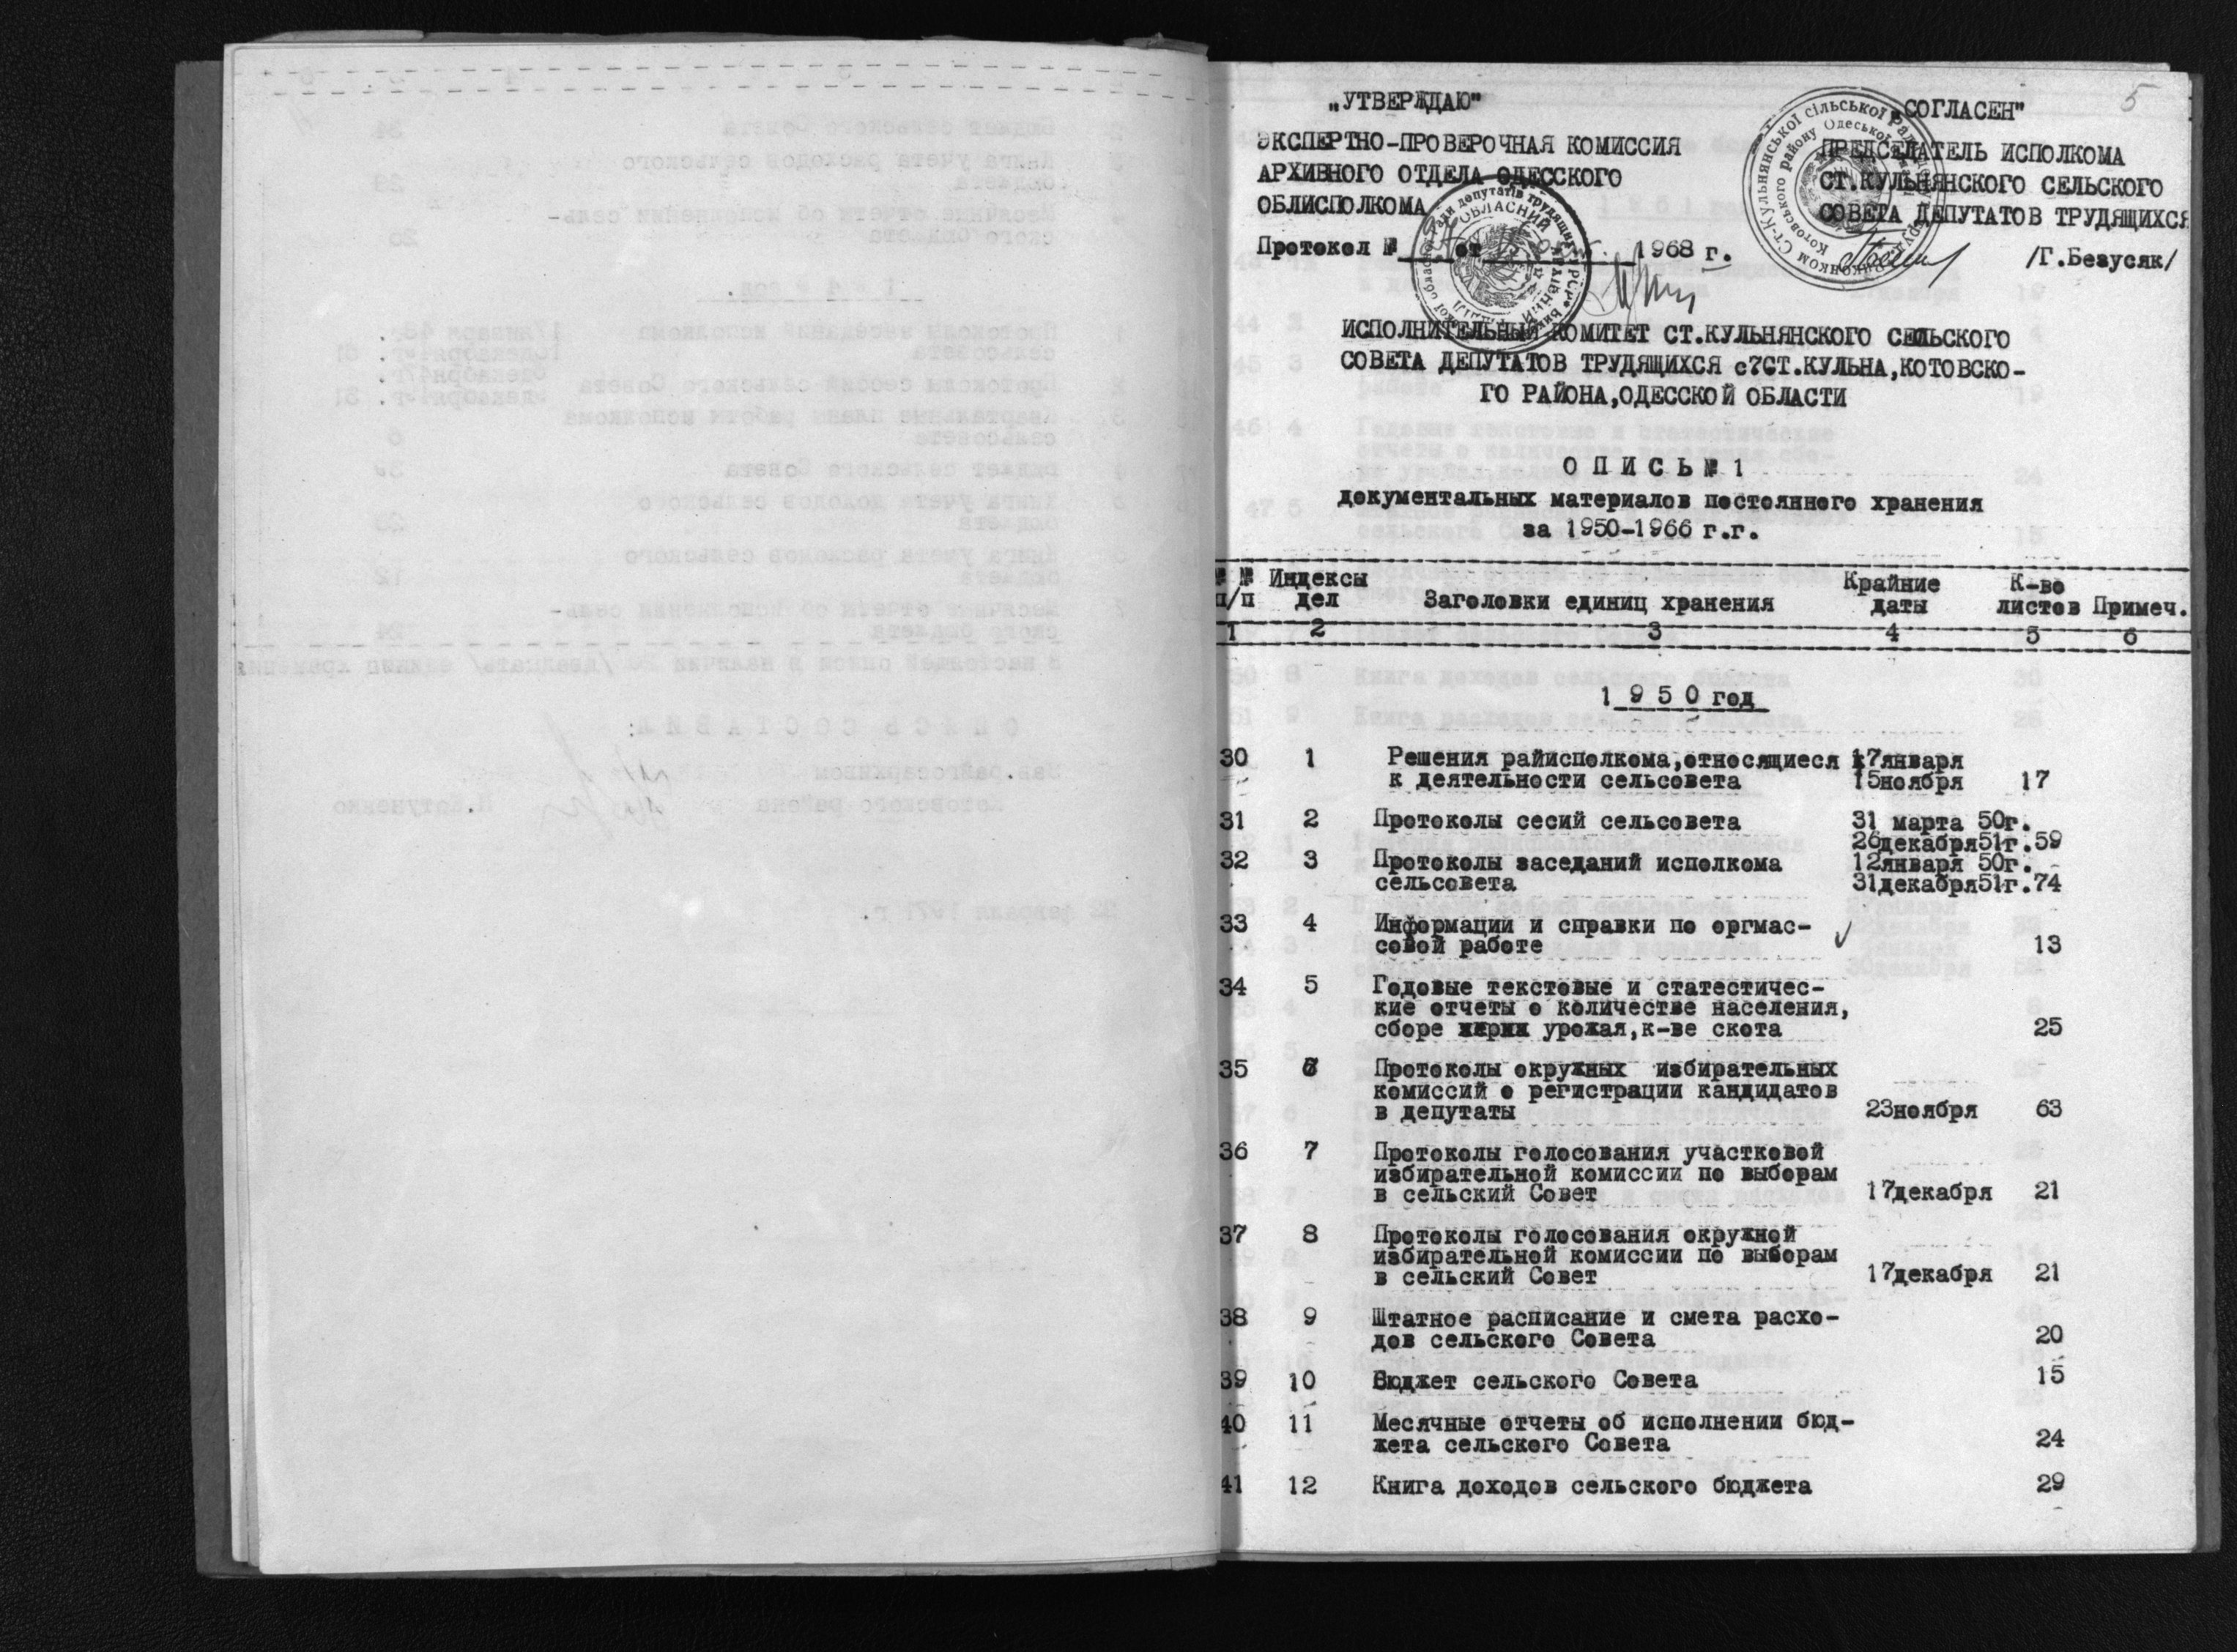 5
„УТВЕРЖДАЮ"
ЭКСПЕРТНО-ПРОВЕРОЧНАЯ КОМИССИЯ
АРХИВНОГО ОТДЕЛА ОДЕССКОГО
ОБЛИСПОЛКОМА
Протокол № от 1968 г.
„СОГЛАСЕН"
ПРЕДСЕДАТЕЛЬ ИСПОЛКОМА
СТ.КУЛЬНЯНСКОГО СЕЛЬСКОГО
СОВЕТА ДЕПУТАТОВ ТРУДЯЩИХСЯ
/Г.Безусяк/
ИСПОЛНИТЕЛЬНЫЙ КОМИТЕТ СТ.КУЛЬНЯНСКОГО СЕЛЬСКОГО
СОВЕТА ДЕПУТАТОВ ТРУДЯЩИХСЯ с7СТ.КУЛЬНА,КОТОВСКО-
ГО РАЙОНА,ОДЕССКОЙ ОБЛАСТИ
О П И С Ь № 1
документальных материалов постоянного хранения
за 1950-1966 г.г.
№ № Индексы Крайние К-во
п/п дел Заголовки единиц хранения даты листов Примеч.
1 2 3 4 5 6
1 9 5 0 год
30 1 Решения райисполкома,относящиеся 17января
к деятельности сельсовета 15ноября 17
31 2 Протоколы сесий сельсовета 31 марта 50г.
26декабря51г.59
32 3 Протоколы заседаний исполкома 12января 50г.
сельсовета 31декабря51г.74
33 4 Информации и справки по оргмас-
совой работе 13
34 5 Годовые текстовые и статестичес-
кие отчеты о количестве населения,
сборе урожая,к-ве скота 25
35 6 Протоколы окружных избирательных
комиссий о регистрации кандидатов
в депутаты 23ноября 63
36 7 Протоколы голосования участковой
избирательной комиссии по выборам
в сельский Совет 17декабря 21
37 8 Протоколы голосования окружной
избирательной комиссии по выборам
в сельский Совет 17декабря 21
38 9 Штатное расписание и смета расхо-
дов сельского Совета 20
39 10 Бюджет сельского Совета 15
40 11 Месячные отчеты об исполнении бюд-
жета сельского Совета 24
41 12 Книга доходов сельского бюджета 29